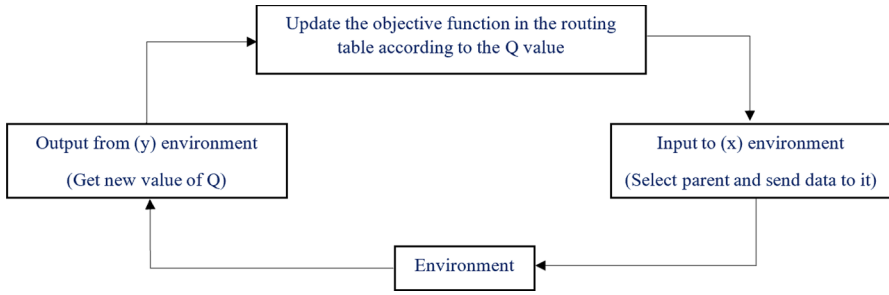 Update the objective function in the routing
table according to the Q value
Output from (y) environment
(Get new value of Q)
Input to (x) environment
(Select parent and send data to it)
Environment